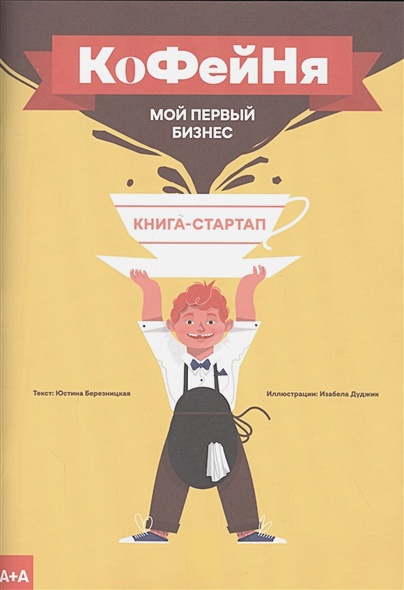 КоФейНя
МОЙ ПЕРВЫЙ
БИЗНЕС
КНИГА-СТАРТАП
Текст: Юстина Березницкая
Иллюстрации: Изабела Дуджик
А+А